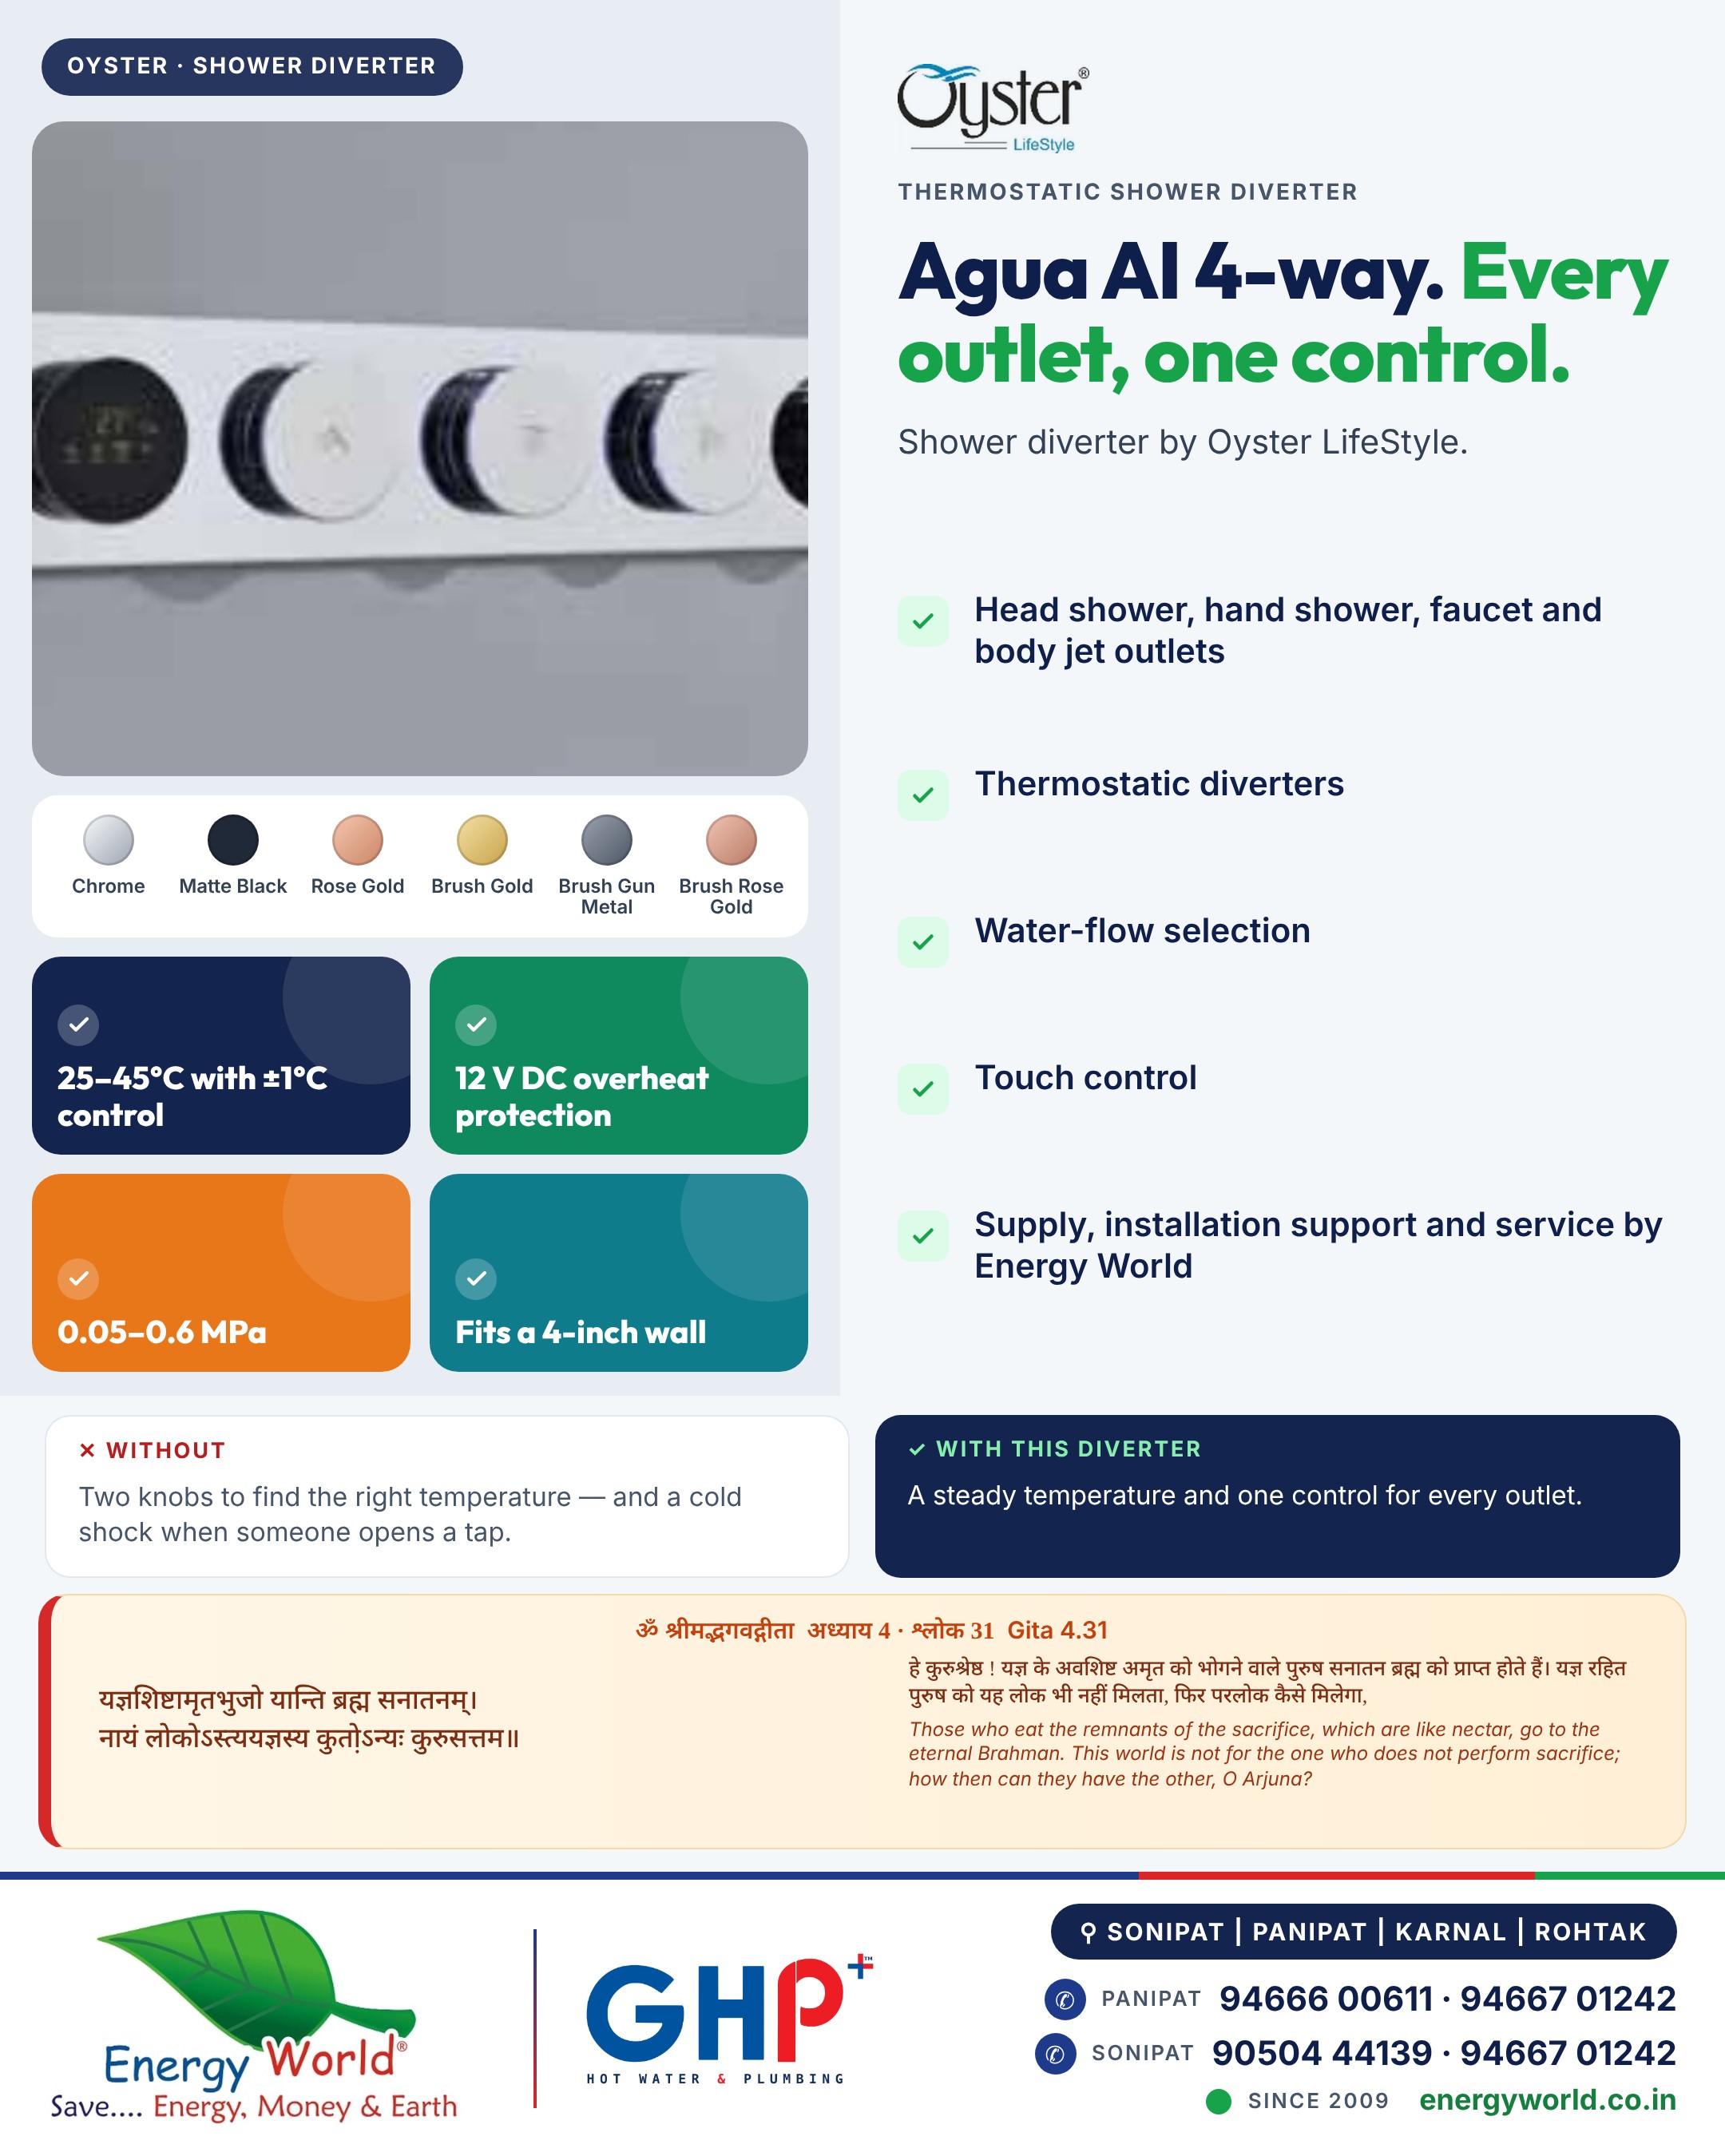 OYSTER · SHOWER DIVERTER
Oyster®
LifeStyle
THERMOSTATIC SHOWER DIVERTER
Agua AI 4-way. Every
outlet, one control.
Shower diverter by Oyster LifeStyle.
Head shower, hand shower, faucet and
body jet outlets
Thermostatic diverters
Water-flow selection
Touch control
Supply, installation support and service by
Energy World
Chrome
Matte Black
Rose Gold
Brush Gold
Brush Gun
Metal
Brush Rose
Gold
25–45°C with ±1°C
control
12 V DC overheat
protection
0.05–0.6 MPa
Fits a 4-inch wall
× WITHOUT
Two knobs to find the right temperature — and a cold
shock when someone opens a tap.
✓ WITH THIS DIVERTER
A steady temperature and one control for every outlet.
ॐ श्रीमद्भगवद्गीता अध्याय 4 · श्लोक 31 Gita 4.31
यज्ञशिष्टामृतभुजो यान्ति ब्रह्म सनातनम्।
नायं लोकोऽस्त्ययज्ञस्य कुतो़ऽन्यः कुरुसत्तम॥
हे कुरुश्रेष्ठ ! यज्ञ के अवशिष्ट अमृत को भोगने वाले पुरुष सनातन ब्रह्म को प्राप्त होते हैं। यज्ञ रहित
पुरुष को यह लोक भी नहीं मिलता, फिर परलोक कैसे मिलेगा,
Those who eat the remnants of the sacrifice, which are like nectar, go to the
eternal Brahman. This world is not for the one who does not perform sacrifice;
how then can they have the other, O Arjuna?
Energy World®
Save.... Energy, Money & Earth
GHP+™
HOT WATER & PLUMBING
SONIPAT | PANIPAT | KARNAL | ROHTAK
PANIPAT 94666 00611 · 94667 01242
SONIPAT 90504 44139 · 94667 01242
SINCE 2009 energyworld.co.in